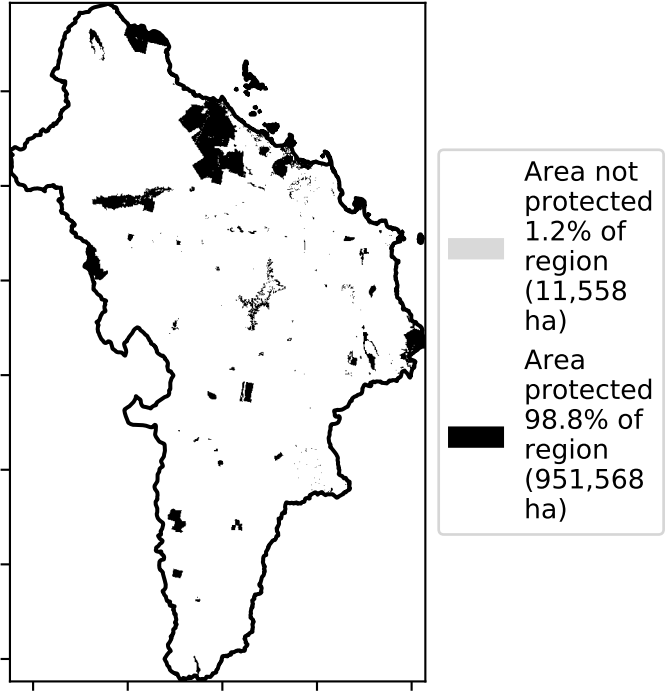 Area not
protected
1.2% of
region
(11,558
ha)
Area
protected
98.8% of
region
(951,568
ha)